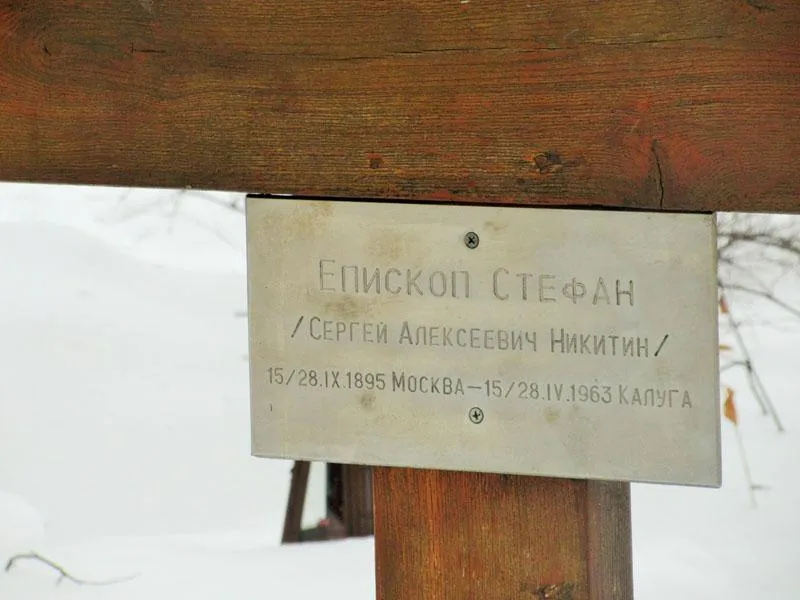 Епископ Стефан
/Сергей Алексеевич Никитин/
15/28.IX.1895 Москва–15/28.IV.1963 Калуга